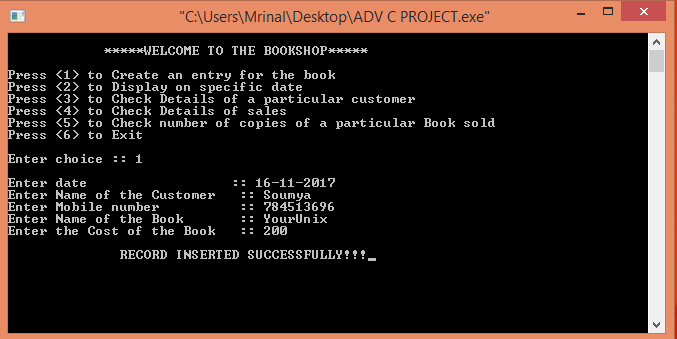 "C:\Users\Mrinal\Desktop\ADV C PROJECT.exe"
*****WELCOME TO THE BOOKSHOP*****
Press <1> to Create an entry for the book
Press <2> to Display on specific date
Press <3> to Check Details of a particular customer
Press <4> to Check Details of sales
Press <5> to Check number of copies of a particular Book sold
Press <6> to Exit
Enter choice :: 1
Enter date :: 16-11-2017
Enter Name of the Customer :: Soumya
Enter Mobile number :: 784513696
Enter Name of the Book :: YourUnix
Enter the Cost of the Book :: 200
RECORD INSERTED SUCCESSFULLY!!!_